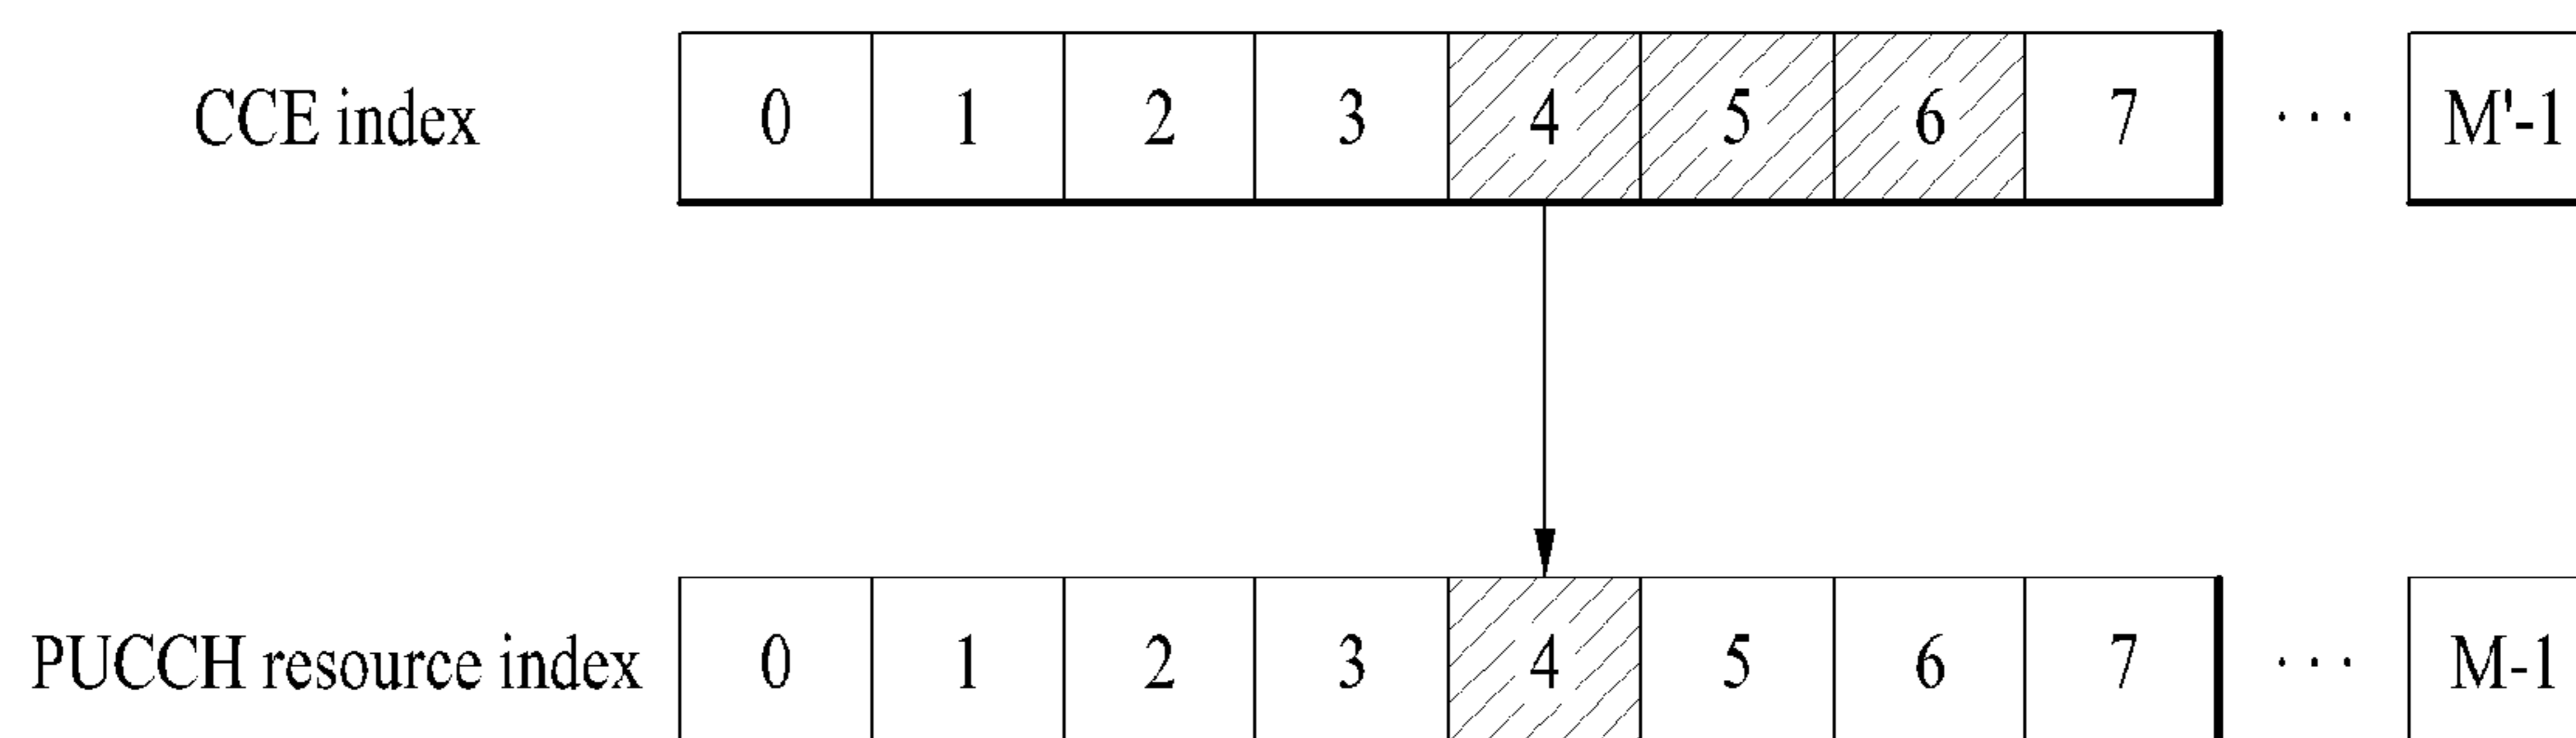 CCE index 0 1 2 3 4 5 6 7 ... M'-1
PUCCH resource index 0 1 2 3 4 5 6 7 ... M-1